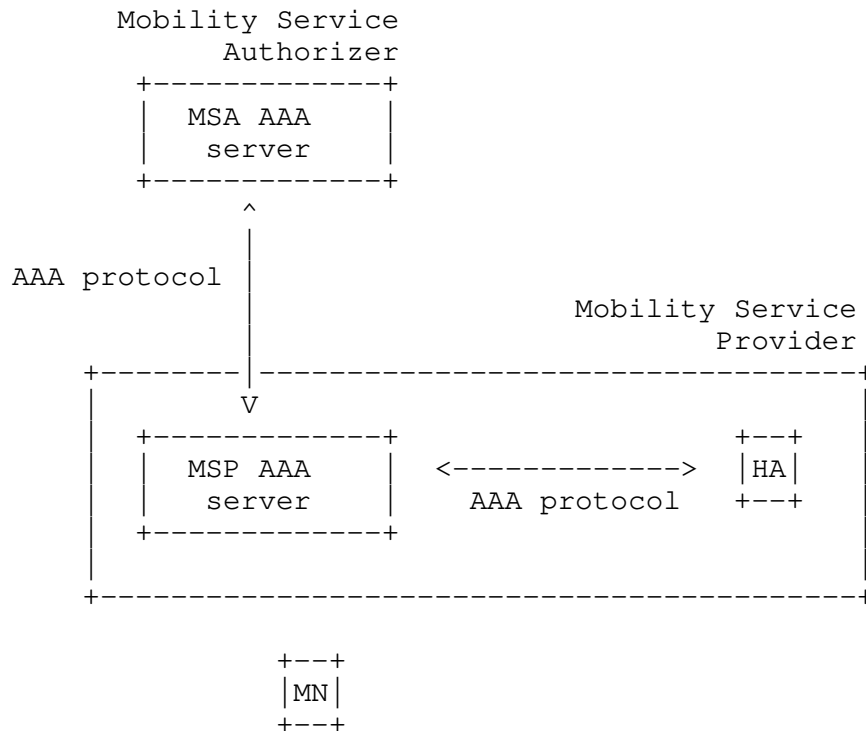 Mobility Service
Authorizer
MSA AAA
server
AAA protocol
Mobility Service
Provider
V
MSP AAA
server
HA
AAA protocol
MN